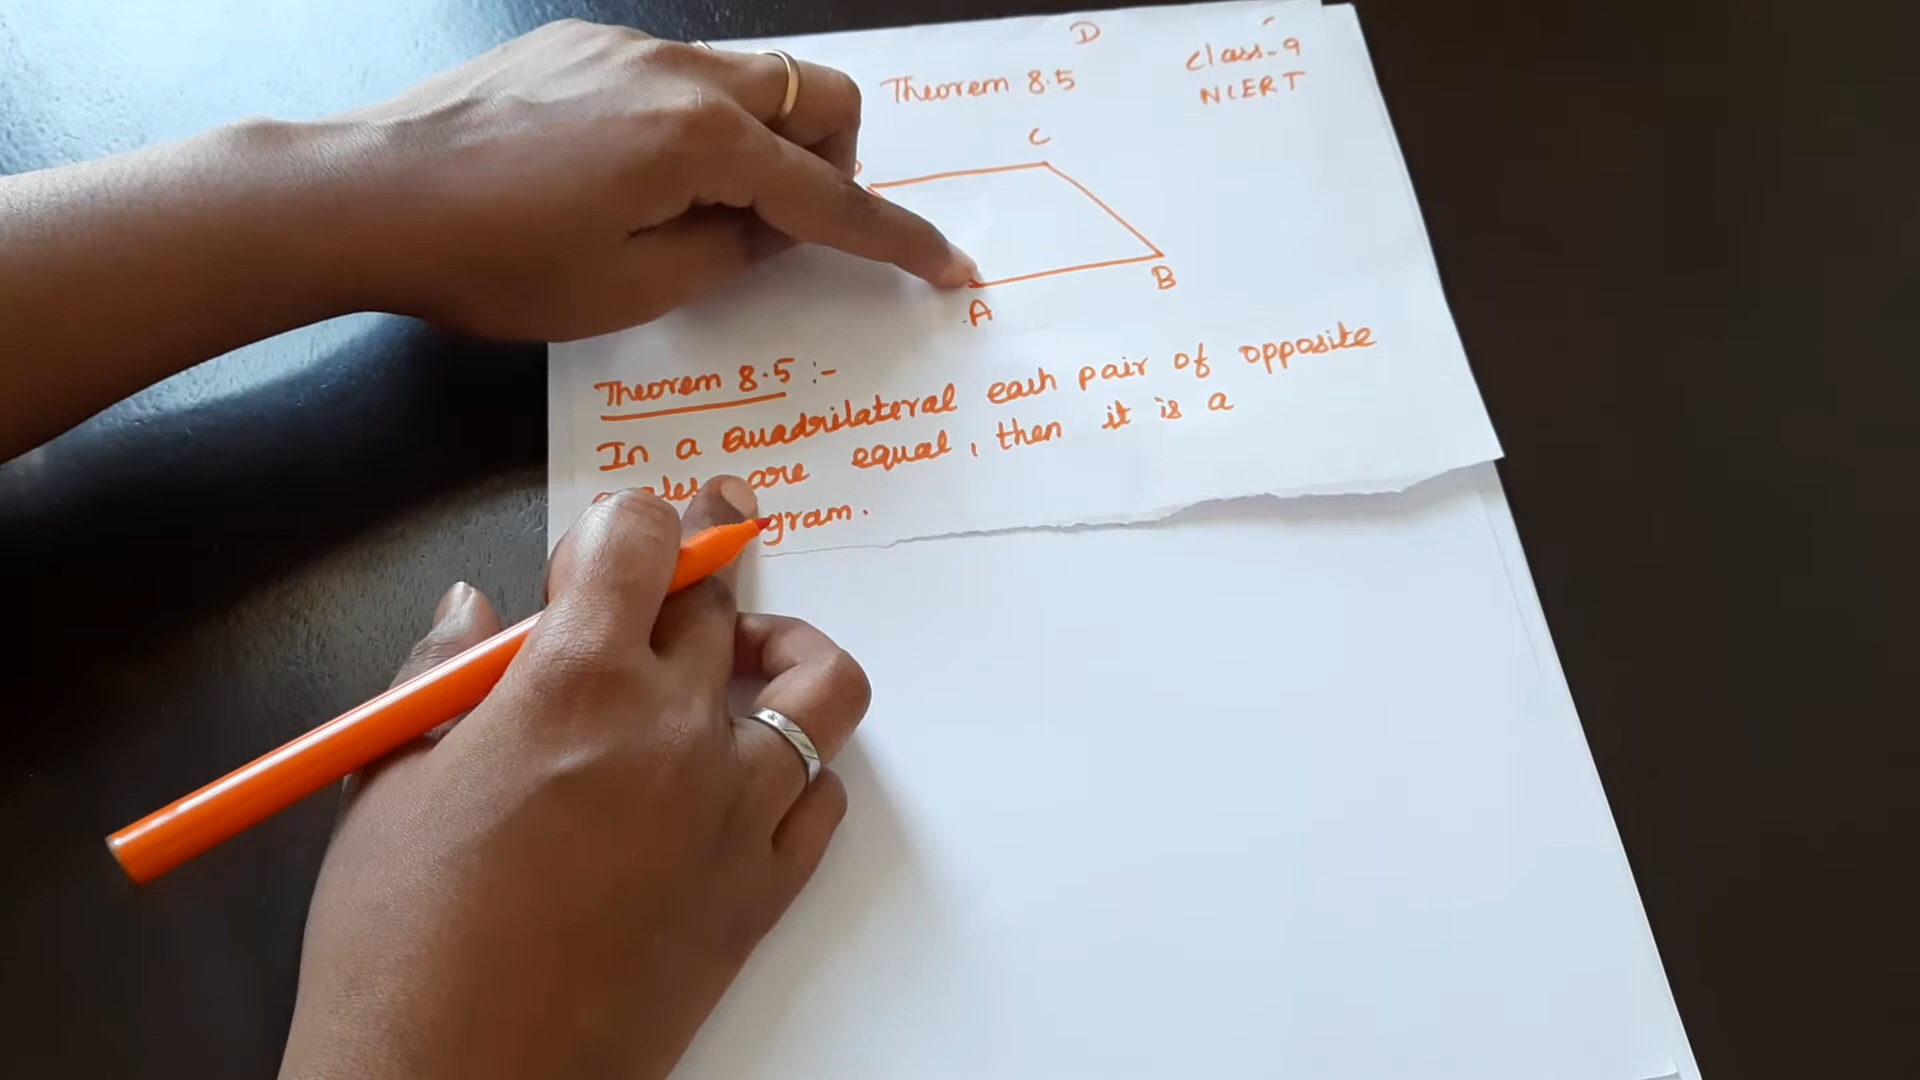 D
Class-9
Theorem 8.5
NCERT
C
B
A
Theorem 8.5 :-
In a Quadrilateral each pair of opposite
are equal, then it is a
gram.